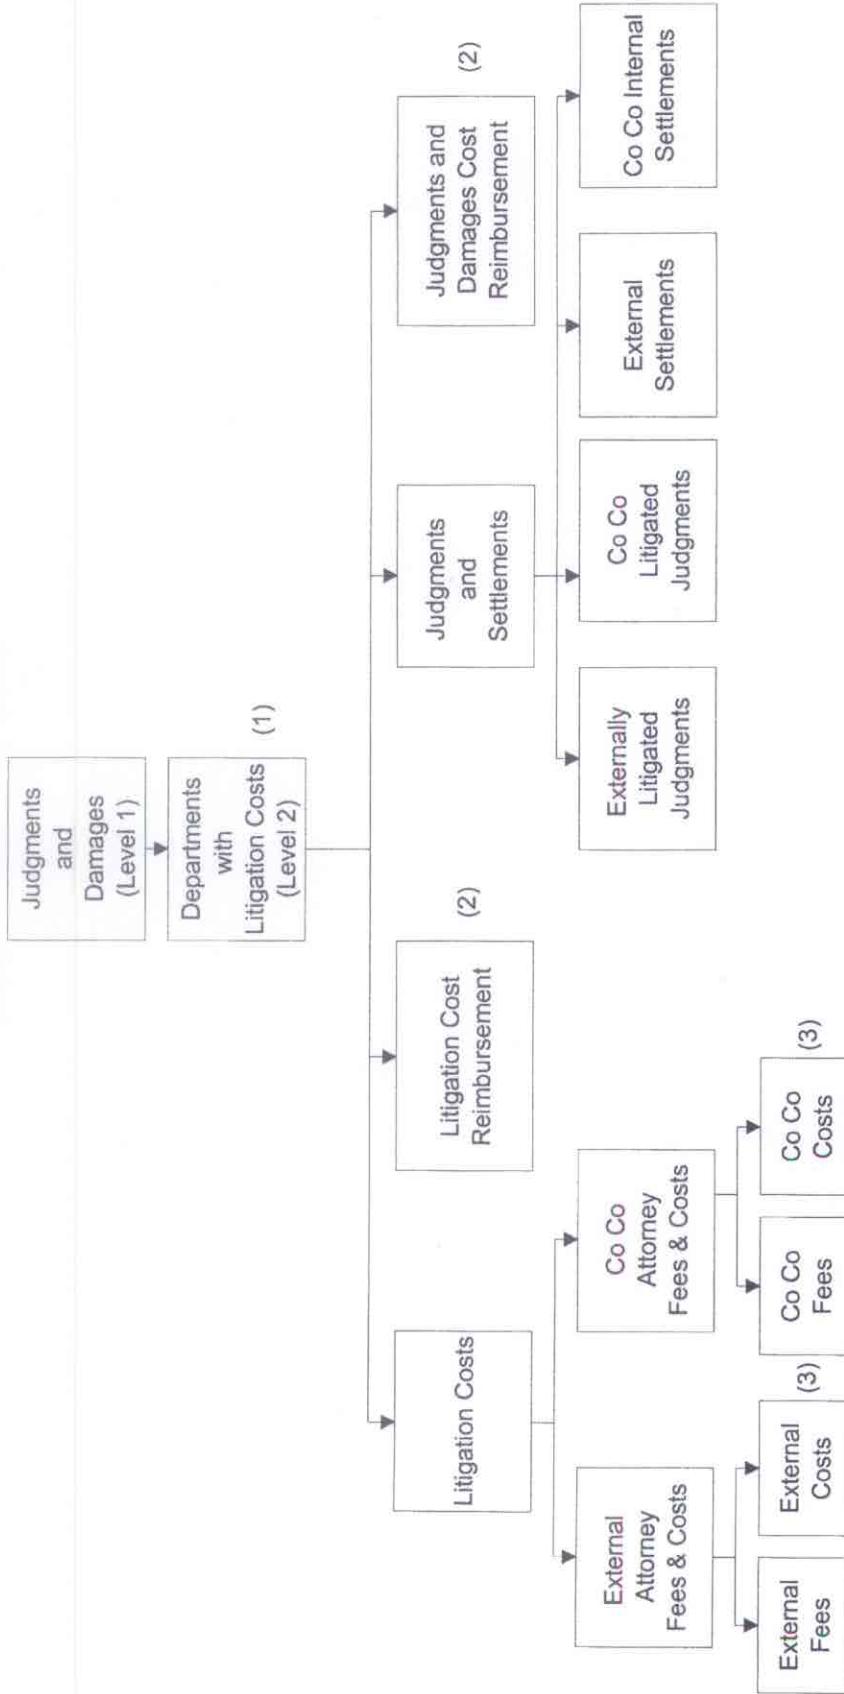 Judgments
and
Damages
(Level 1)
Departments
with
Litigation Costs
(Level 2)
(1)
Litigation Costs
Litigation Cost
Reimbursement
(2)
Judgments
and
Settlements
Judgments and
Damages Cost
Reimbursement
(2)
External
Attorney
Fees & Costs
Co Co
Attorney
Fees & Costs
Externally
Litigated
Judgments
Co Co
Litigated
Judgments
External
Settlements
Co Co Internal
Settlements
External
Fees
External
Costs
(3)
Co Co
Fees
Co Co
Costs
(3)